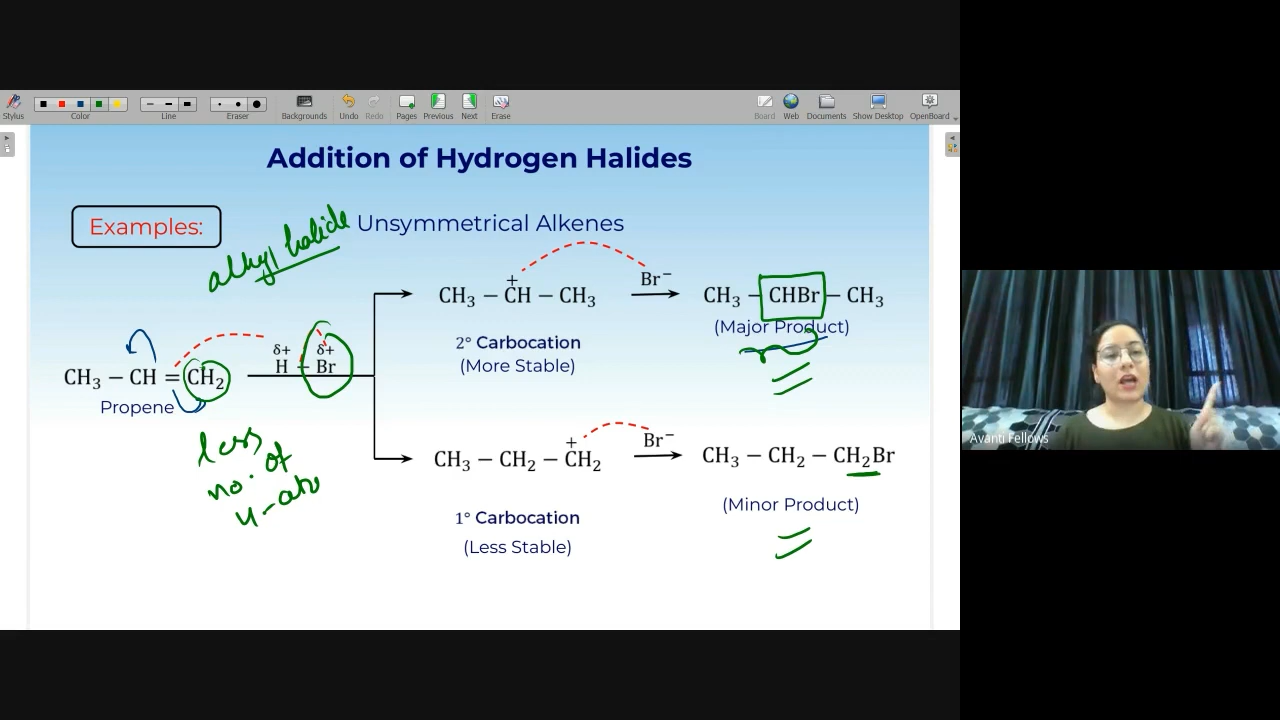 Stylus
Color
Line
Eraser
Backgrounds
Undo
Redo
Pages
Previous
Next
Erase
Board
Web
Documents
Show Desktop
OpenBoard
Addition of Hydrogen Halides
Examples:
alkyl halide
Unsymmetrical Alkenes
CH₃ − CH = CH₂
Propene
δ+ δ+
H − Br
less
no. of
CH₃ − CH⁺ − CH₃
2° Carbocation
(More Stable)
Br⁻
CH₃ − CHBr − CH₃
(Major Product)
CH₃ − CH₂ − CH₂⁺
1° Carbocation
(Less Stable)
Br⁻
CH₃ − CH₂ − CH₂Br
(Minor Product)
Avanti Fellows